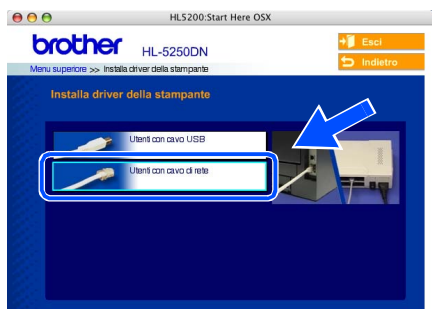 HL5200:Start Here OSX
brother HL-5250DN
Esci
Menu superiore >> Installa driver della stampante
Indietro
Installa driver della stampante
Utenti con cavo USB
Utenti con cavo di rete